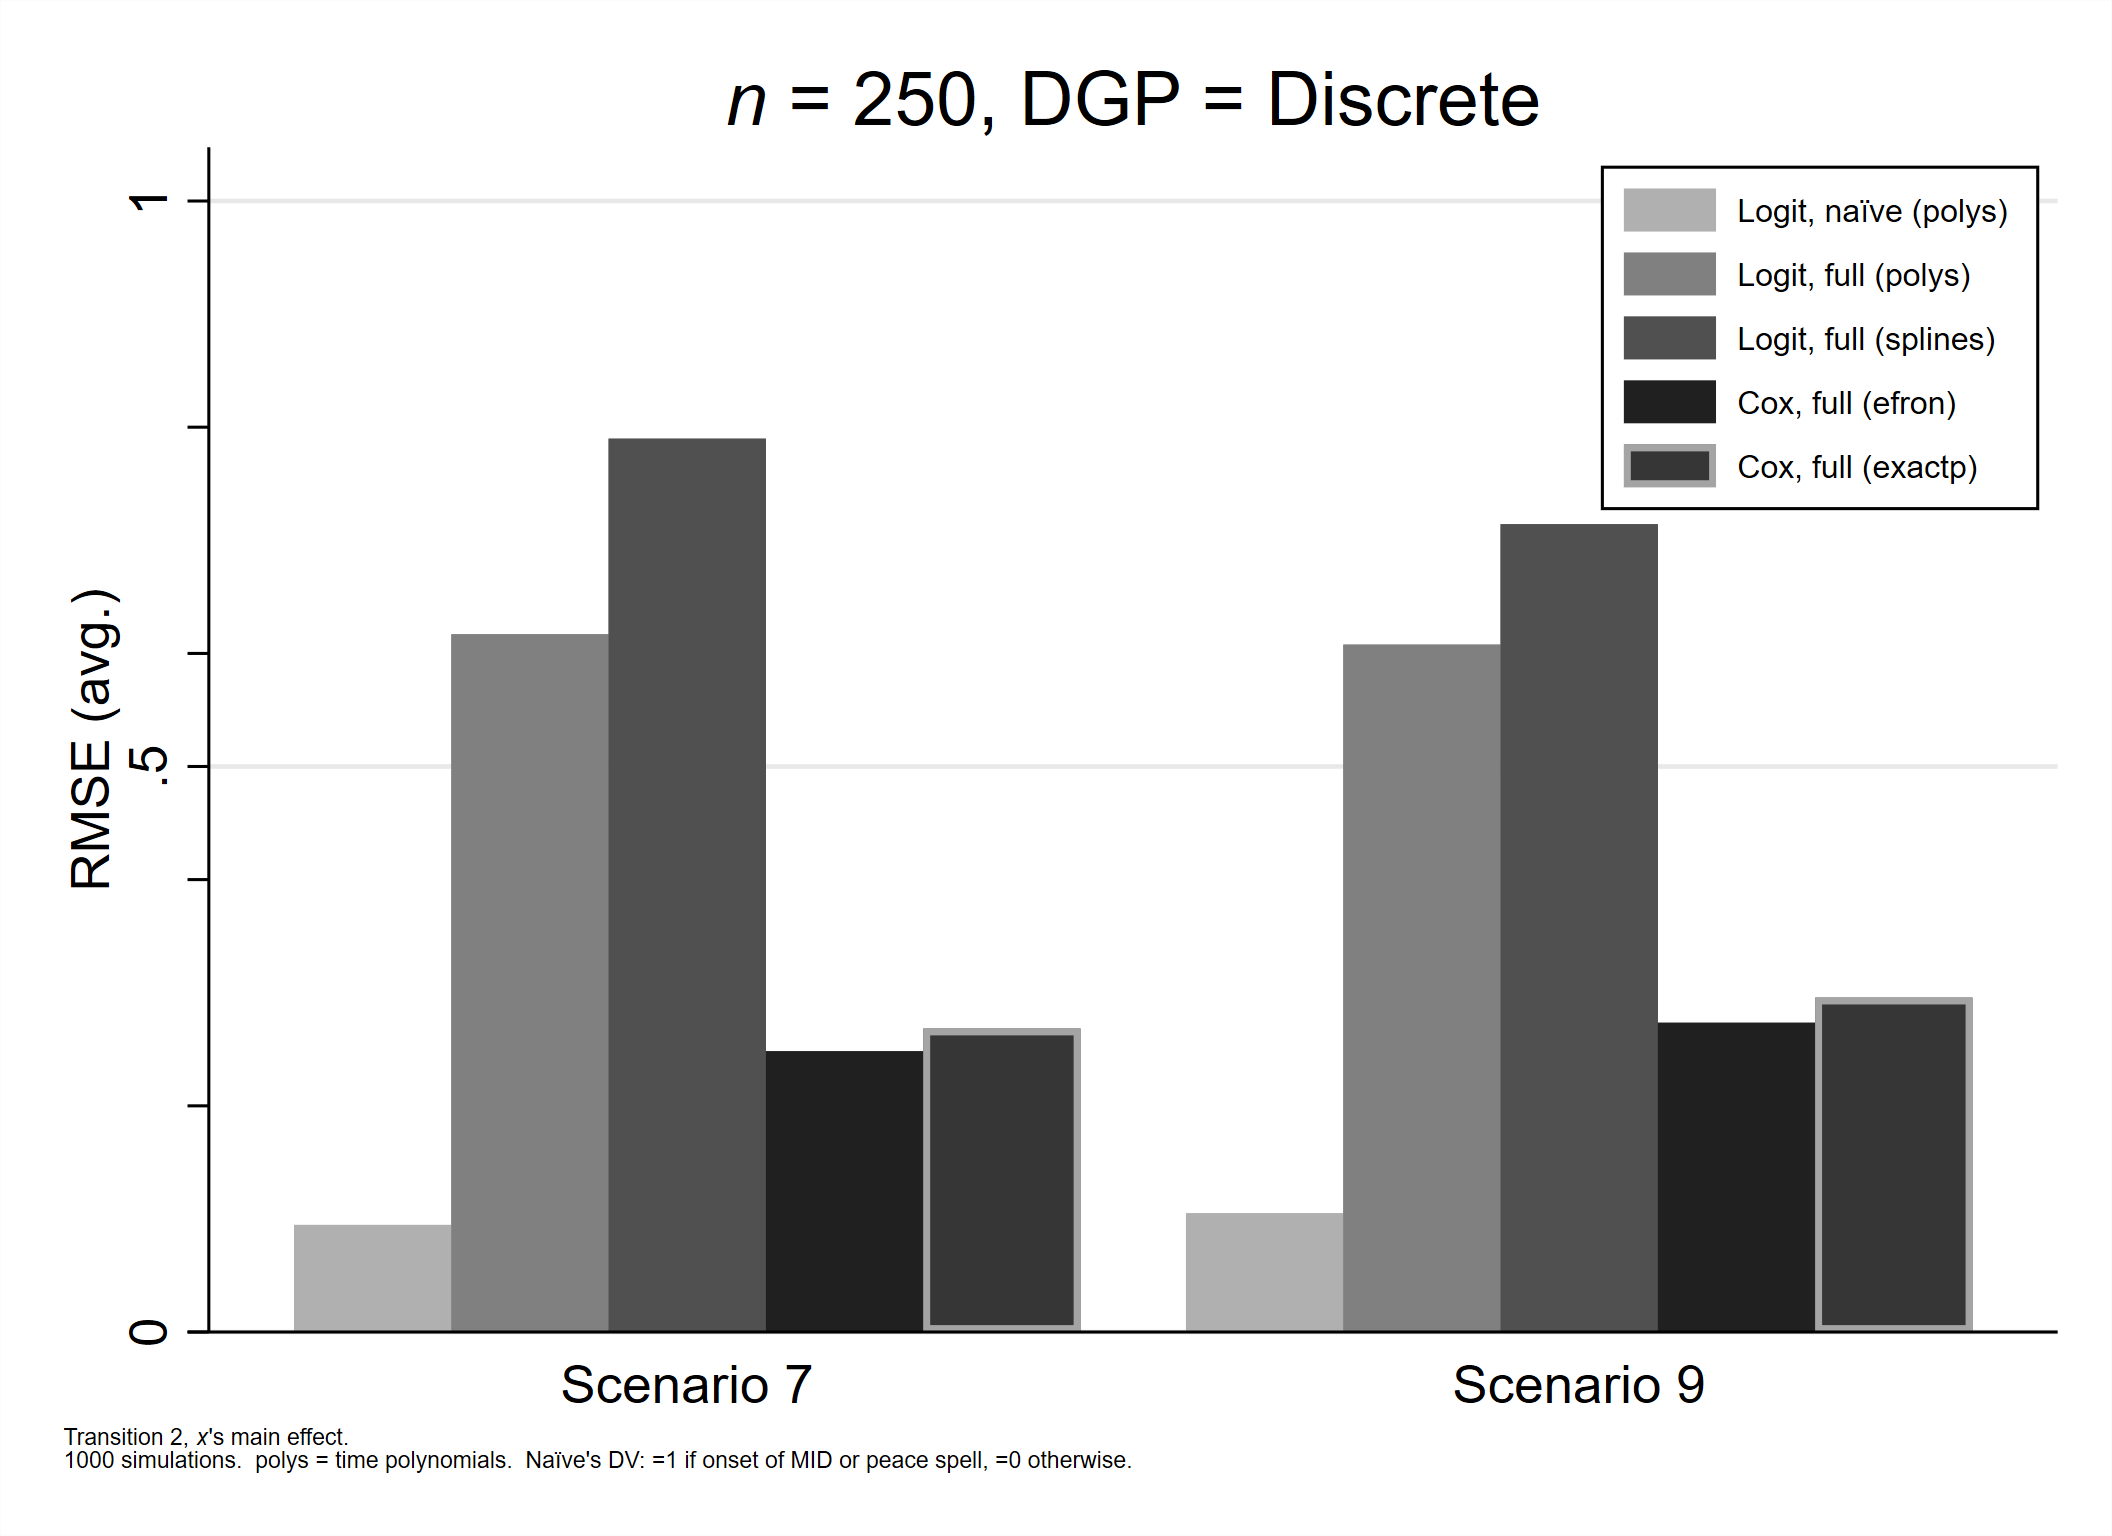 n = 250, DGP = Discrete
1
.5
0
RMSE (avg.)
Logit, naïve (polys)
Logit, full (polys)
Logit, full (splines)
Cox, full (efron)
Cox, full (exactp)
Scenario 7
Scenario 9
Transition 2, x's main effect.
1000 simulations.  polys = time polynomials.  Naïve's DV: =1 if onset of MID or peace spell, =0 otherwise.